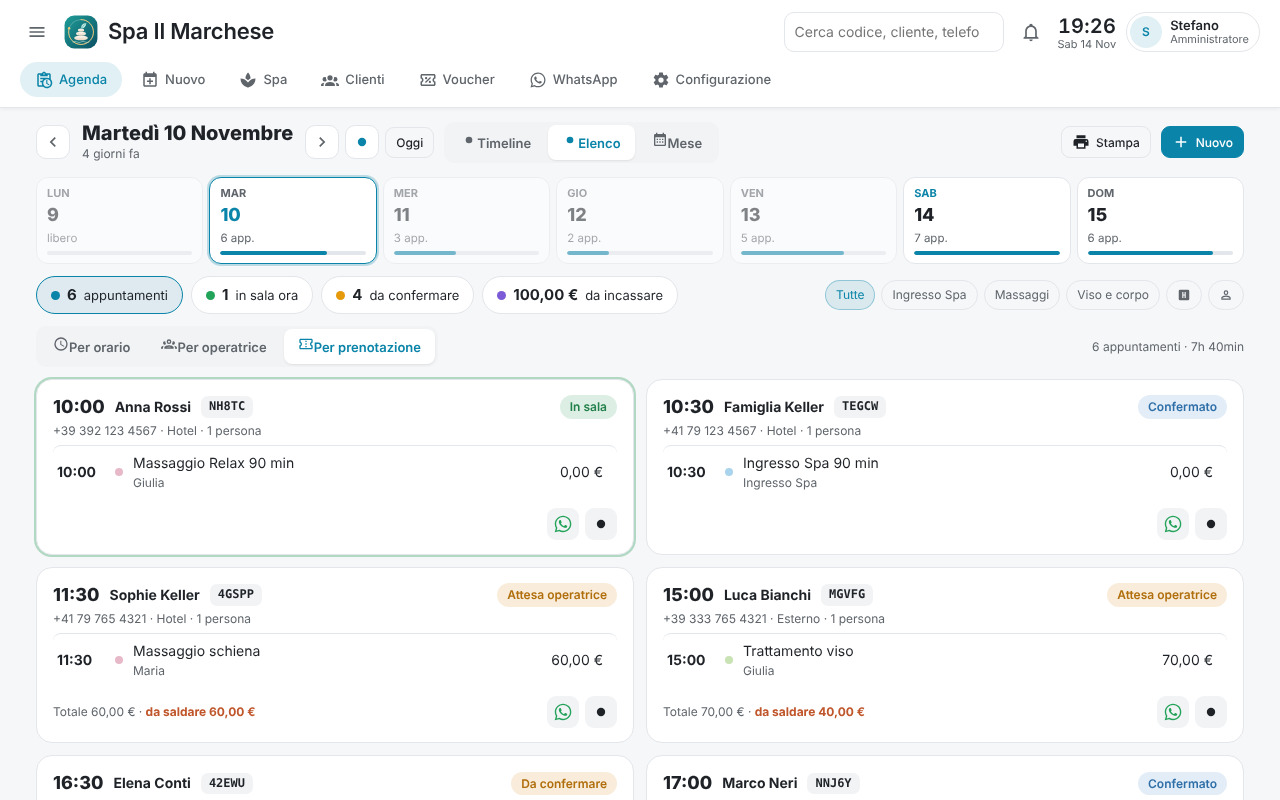 Spa Il Marchese
Cerca codice, cliente, telefo
19:26
Sab 14 Nov
S
Stefano
Amministratore
Agenda
Nuovo
Spa
Clienti
Voucher
WhatsApp
Configurazione
Martedì 10 Novembre
4 giorni fa
Oggi
Timeline
Elenco
Mese
Stampa
Nuovo
LUN
9
libero
MAR
10
6 app.
MER
11
3 app.
GIO
12
2 app.
VEN
13
5 app.
SAB
14
7 app.
DOM
15
6 app.
6 appuntamenti
1 in sala ora
4 da confermare
100,00 € da incassare
Tutte
Ingresso Spa
Massaggi
Viso e corpo
H
Per orario
Per operatrice
Per prenotazione
6 appuntamenti · 7h 40min
10:00 Anna Rossi NH8TC In sala
+39 392 123 4567 · Hotel · 1 persona
10:00 Massaggio Relax 90 min 0,00 €
Giulia
10:30 Famiglia Keller TEGCW Confermato
+41 79 123 4567 · Hotel · 1 persona
10:30 Ingresso Spa 90 min 0,00 €
Ingresso Spa
11:30 Sophie Keller 4GSPP Attesa operatrice
+41 79 765 4321 · Hotel · 1 persona
11:30 Massaggio schiena 60,00 €
Maria
Totale 60,00 € · da saldare 60,00 €
15:00 Luca Bianchi MGVFG Attesa operatrice
+39 333 765 4321 · Esterno · 1 persona
15:00 Trattamento viso 70,00 €
Giulia
Totale 70,00 € · da saldare 40,00 €
16:30 Elena Conti 42EWU Da confermare
17:00 Marco Neri NNJ6Y Confermato